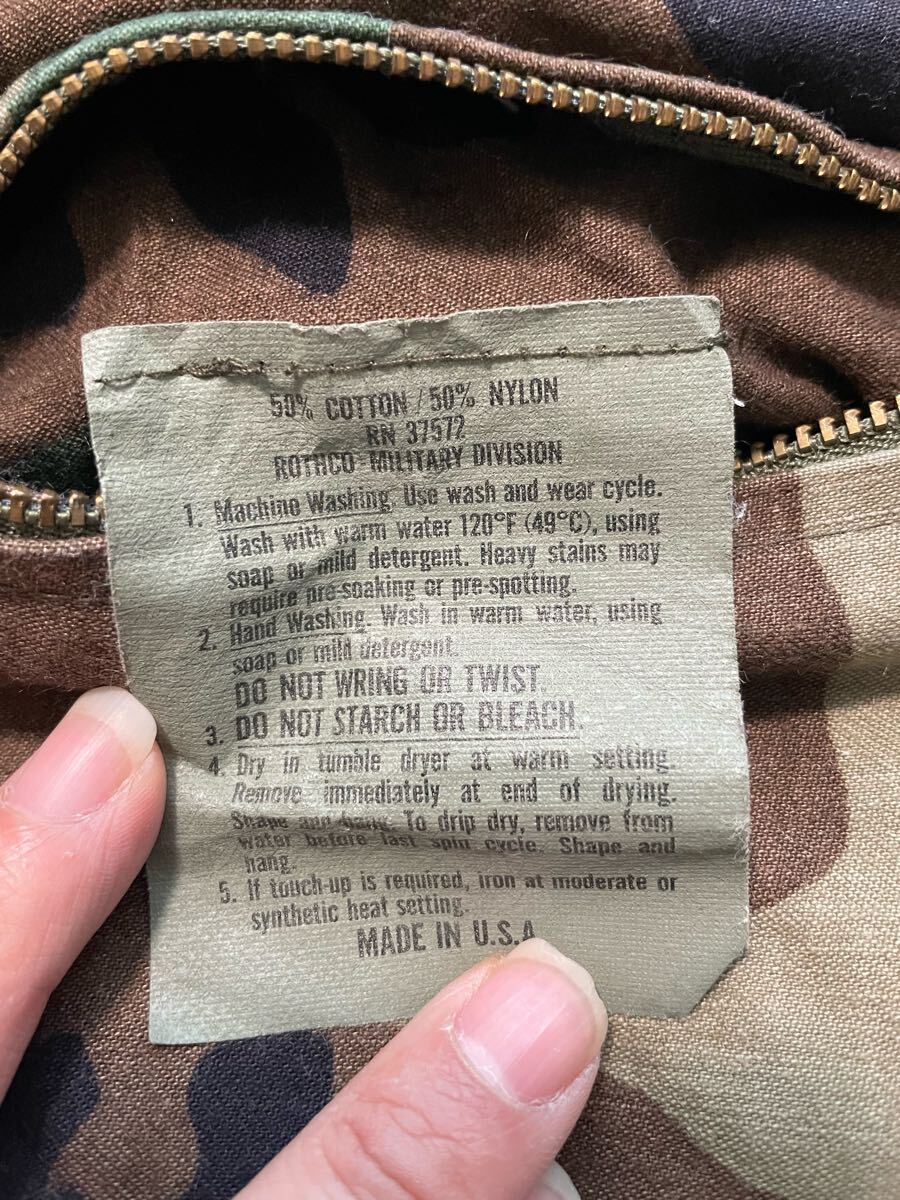 50% COTTON / 50% NYLON
RN 37572
ROTHCO-MILITARY DIVISION
1. Machine Washing. Use wash and wear cycle.
Wash with warm water 120°F (49°C), using
soap or mild detergent. Heavy stains may
require pre-soaking or pre-spotting.
2. Hand Washing. Wash in warm water, using
soap or mild detergent.
DO NOT WRING OR TWIST.
3. DO NOT STARCH OR BLEACH.
4. Dry in tumble dryer at warm setting.
Remove immediately at end of drying.
Shape and hang. To drip dry, remove from
water before last spin cycle. Shape and
hang.
5. If touch-up is required, iron at moderate or
synthetic heat setting.
MADE IN U.S.A